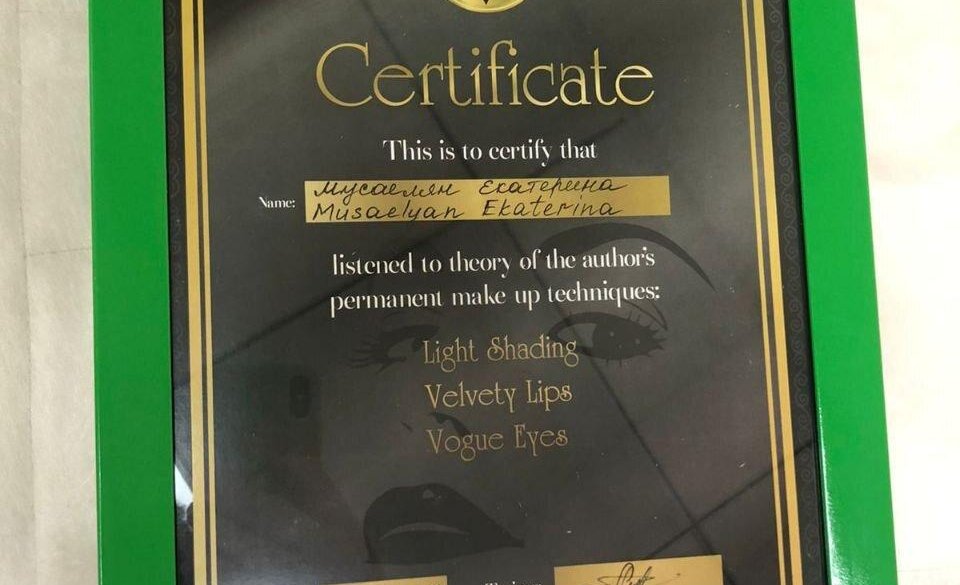 Certificate
This is to certify that
Мусаелян Екатерина
Name: Musaelyan Ekaterina
listened to theory of the author's
permanent make up techniques:
Light Shading
Velvety Lips
Vogue Eyes